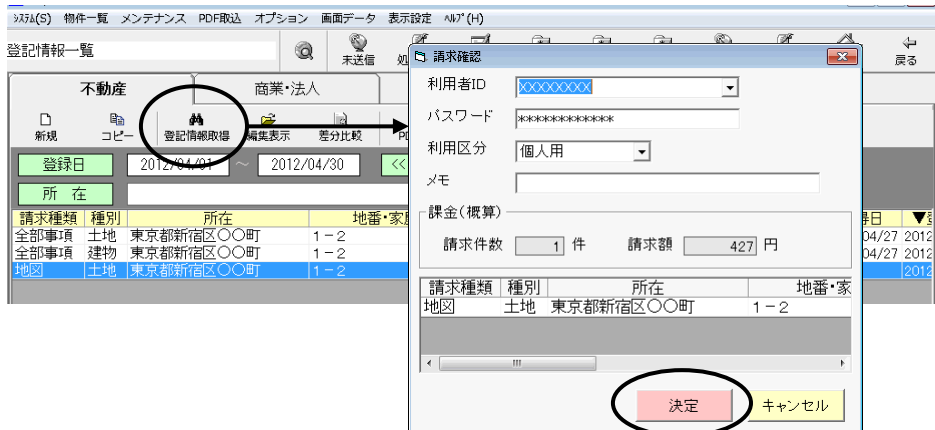 ｼｽﾃﾑ(S) 物件一覧 メンテナンス PDF取込 オプション 画面データ 表示設定 ﾍﾙﾌﾟ(H)
登記情報一覧
未送信
戻る
不動産 商業・法人
新規 コピー 登記情報取得 編集表示 差分比較
登録日 2012/04/01 ～ 2012/04/30 <<
所 在
請求種類 種別 所在 地番・家
全部事項 土地 東京都新宿区〇〇町 1－2 04/27 2012
全部事項 建物 東京都新宿区〇〇町 1－2 04/27 2012
地図 土地 東京都新宿区〇〇町 1－2 2012
請求確認
利用者ID XXXXXXXX
パスワード ************
利用区分 個人用
メモ
課金(概算)
請求件数 1 件 請求額 427 円
請求種類 種別 所在 地番・家
地図 土地 東京都新宿区〇〇町 1－2
決定 キャンセル